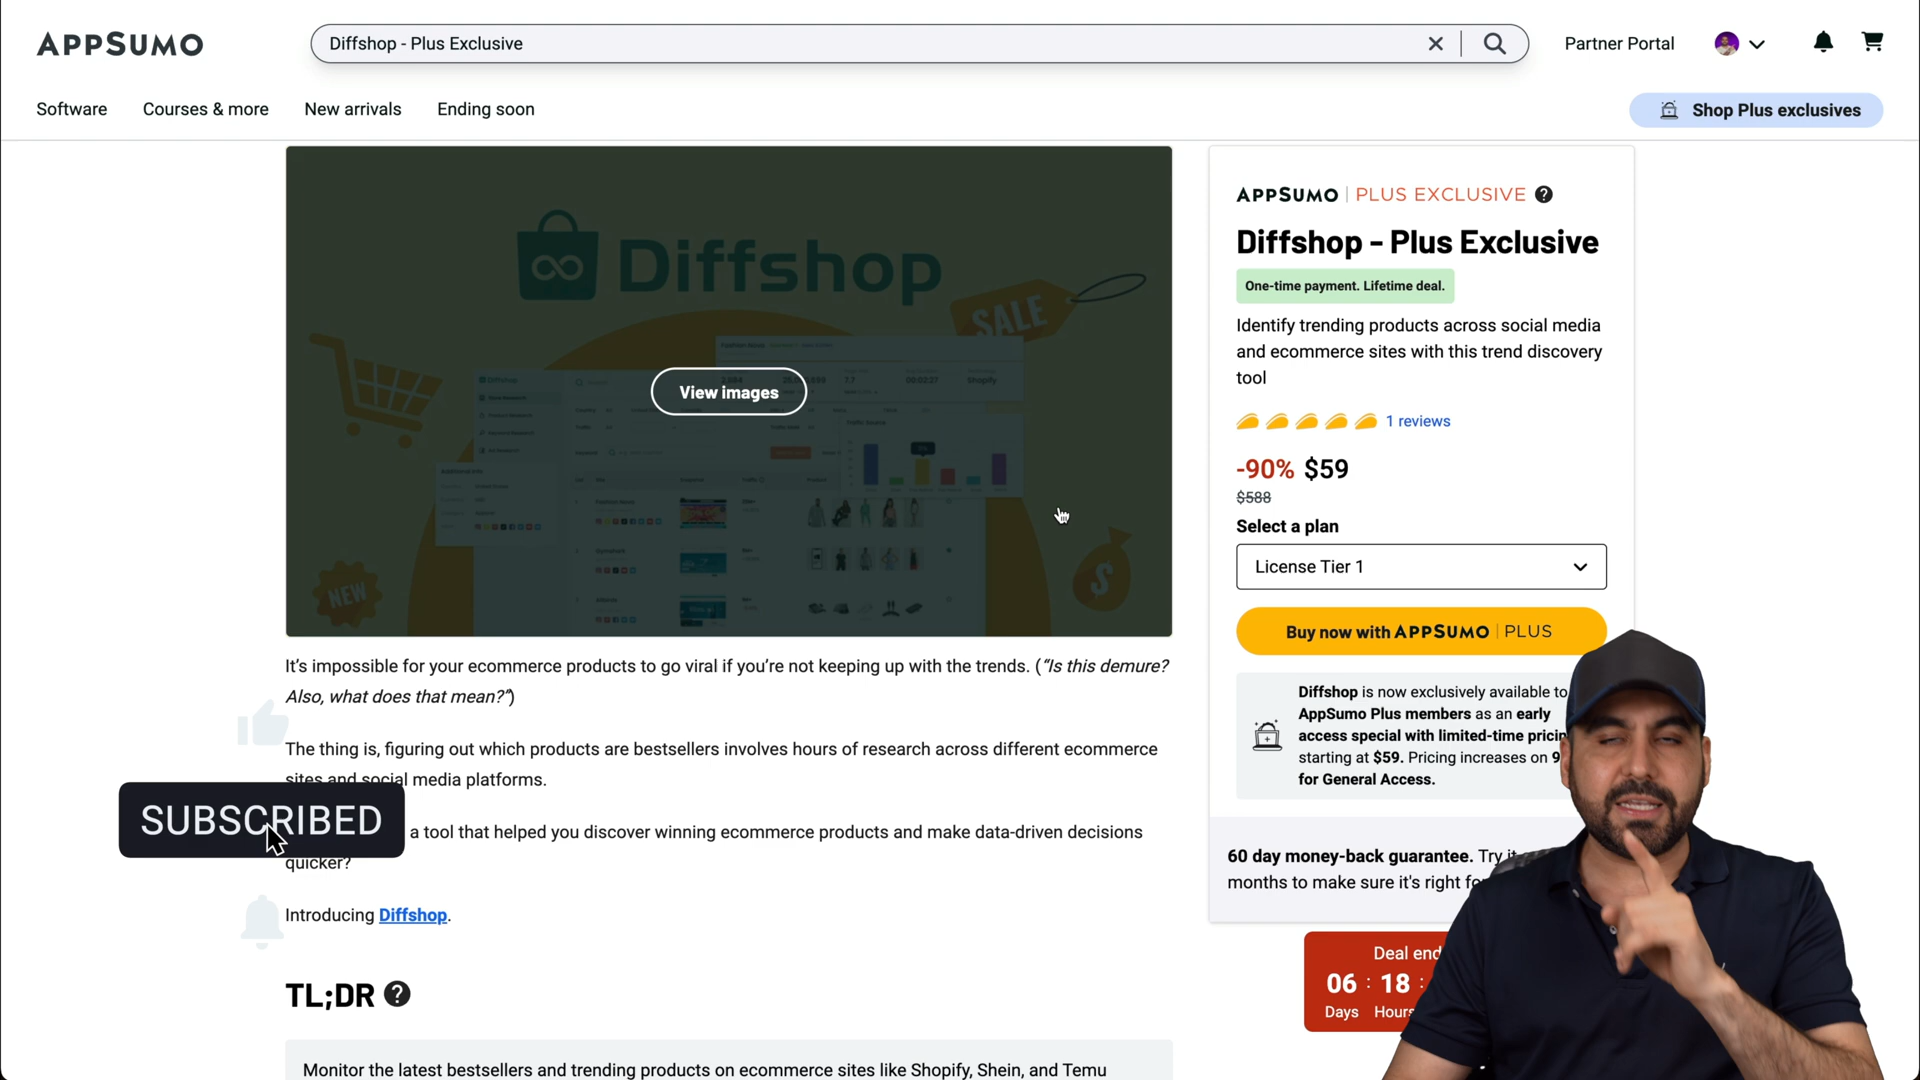 APPSUMO
Diffshop - Plus Exclusive
Partner Portal
Software
Courses & more
New arrivals
Ending soon
Shop Plus exclusives
Diffshop
SALE
NEW
$
View images
It's impossible for your ecommerce products to go viral if you're not keeping up with the trends. ("Is this demure?
Also, what does that mean?")
The thing is, figuring out which products are bestsellers involves hours of research across different ecommerce
sites and social media platforms.
SUBSCRIBED
a tool that helped you discover winning ecommerce products and make data-driven decisions
quicker?
Introducing Diffshop.
TL;DR ?
Monitor the latest bestsellers and trending products on ecommerce sites like Shopify, Shein, and Temu
APPSUMO | PLUS EXCLUSIVE ?
Diffshop - Plus Exclusive
One-time payment. Lifetime deal.
Identify trending products across social media
and ecommerce sites with this trend discovery
tool
1 reviews
-90% $59
$588
Select a plan
License Tier 1
Buy now with APPSUMO | PLUS
Diffshop is now exclusively available to
AppSumo Plus members as an early
access special with limited-time pricin
starting at $59. Pricing increases on 9
for General Access.
60 day money-back guarantee. Try it
months to make sure it's right fo
Deal end
06 : 18 :
Days Hours